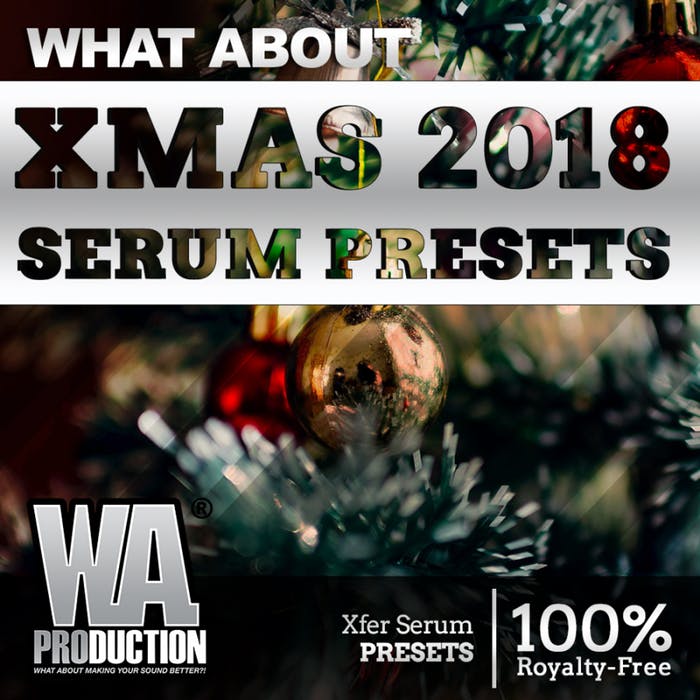 WHAT ABOUT
XMAS 2018
SERUM PRESETS
WA®
PRODUCTION
WHAT ABOUT MAKING YOUR SOUND BETTER?!
Xfer Serum
PRESETS
100%
Royalty-Free